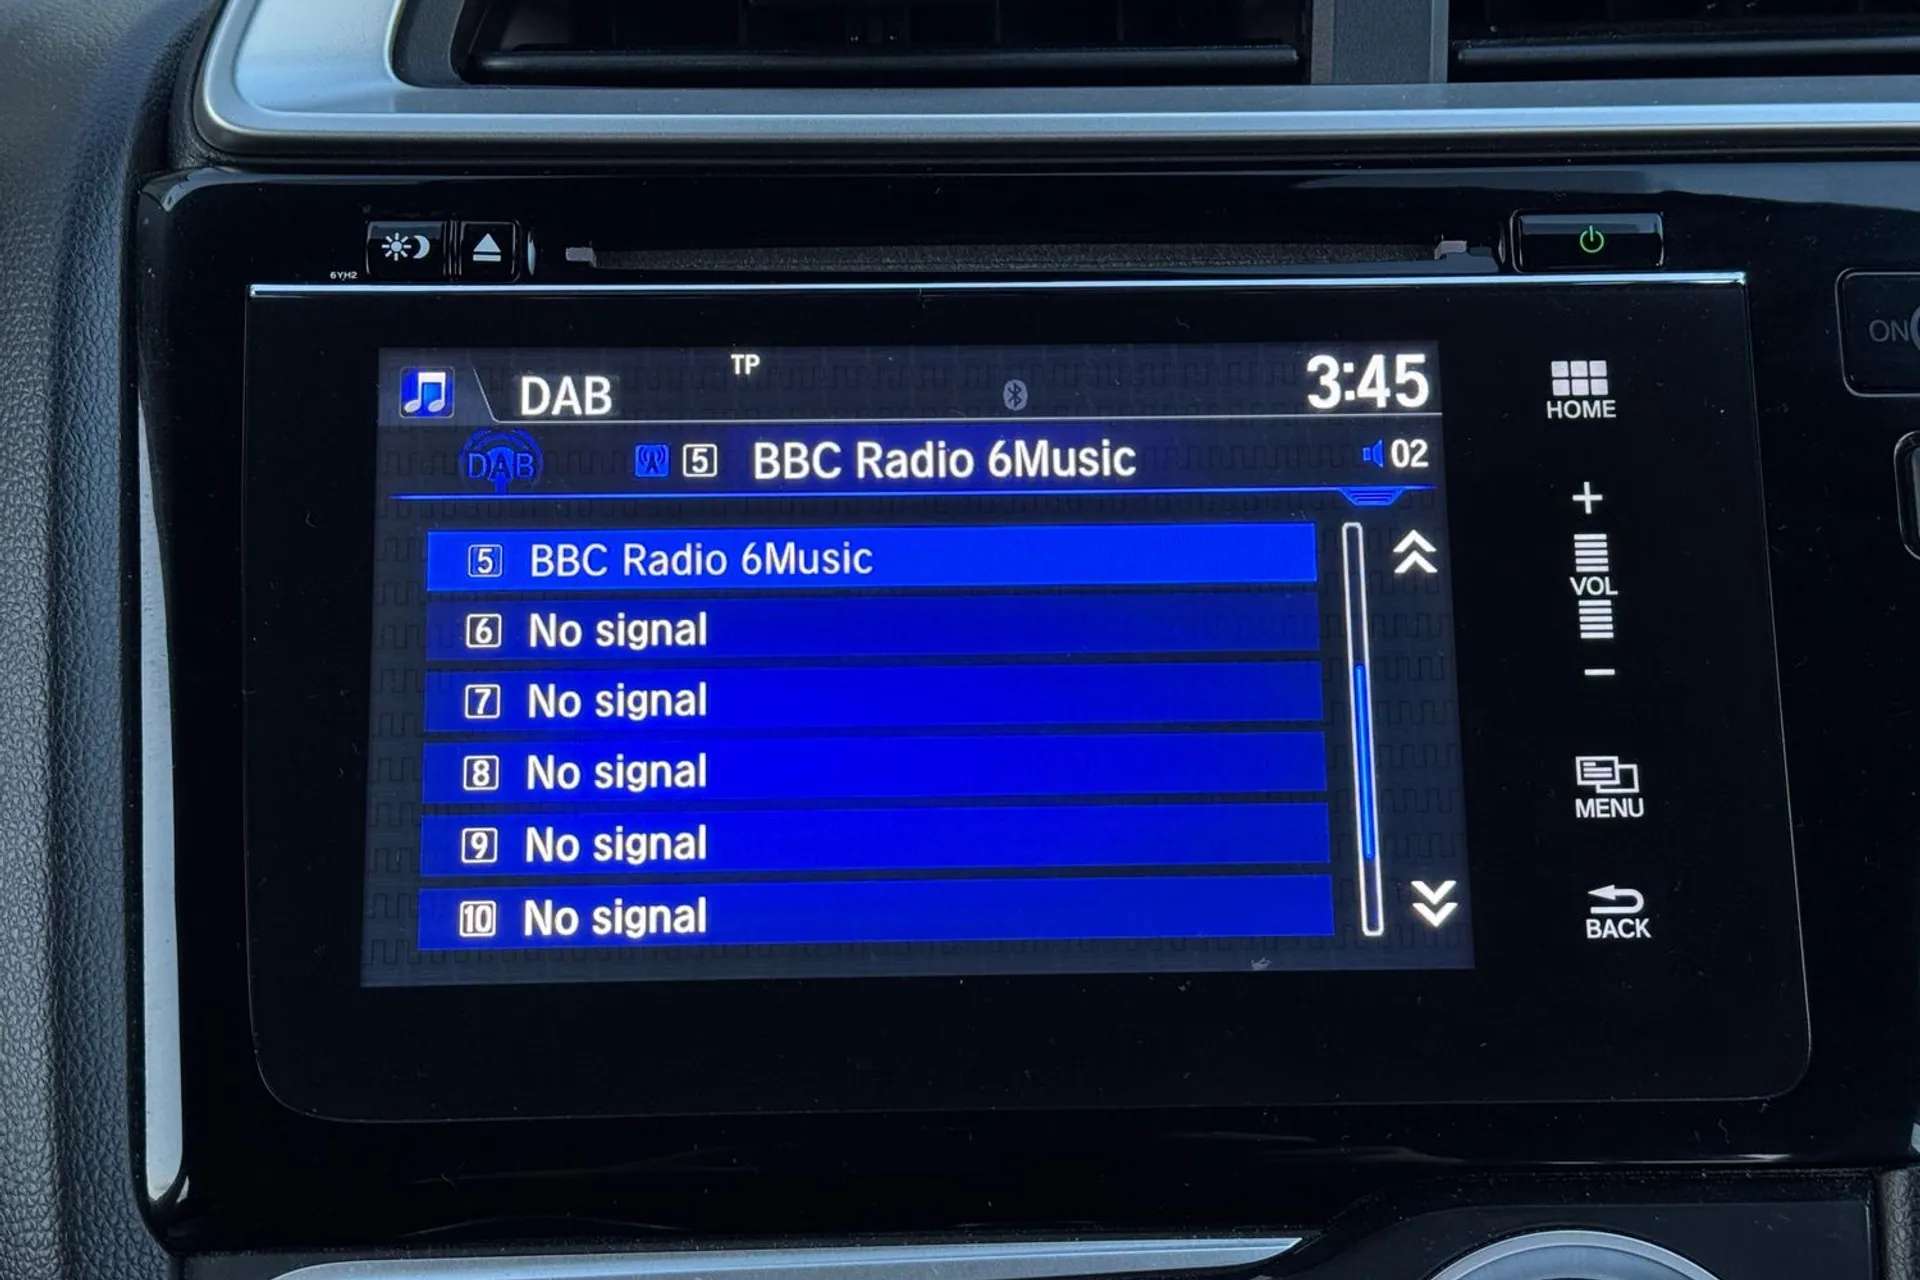 6YH2
ON
DAB
TP
3:45
HOME
DAB
5 BBC Radio 6Music
02
+
5 BBC Radio 6Music
6 No signal
VOL
7 No signal
−
8 No signal
MENU
9 No signal
10 No signal
BACK